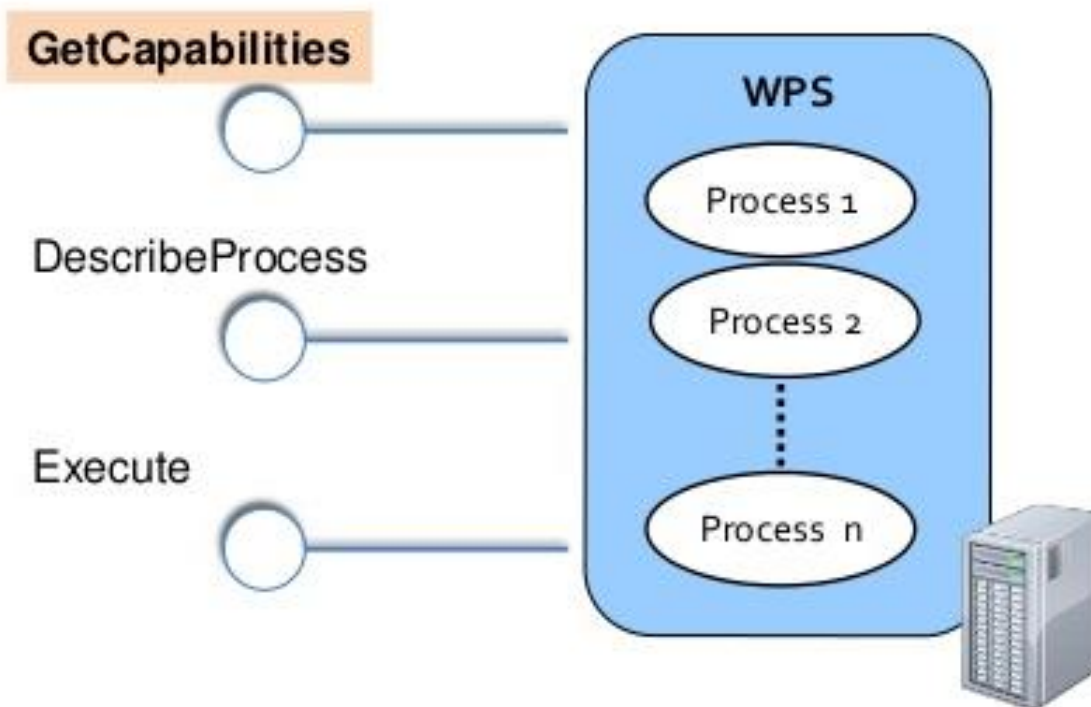 GetCapabilities
WPS
Process 1
DescribeProcess
Process 2
Execute
Process n